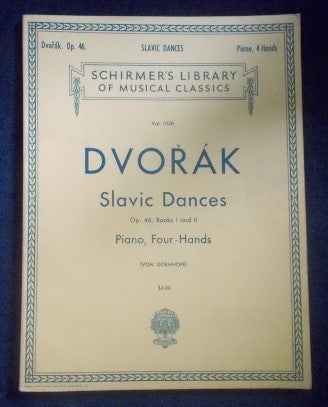 Dvořák. Op. 46. SLAVIC DANCES Piano, 4 Hands
SCHIRMER'S LIBRARY
OF MUSICAL CLASSICS
Vol. 1028
DVOŘÁK
Slavic Dances
Op. 46, Books I and II
Piano, Four-Hands
(VON DOENHOFF)
$4.00